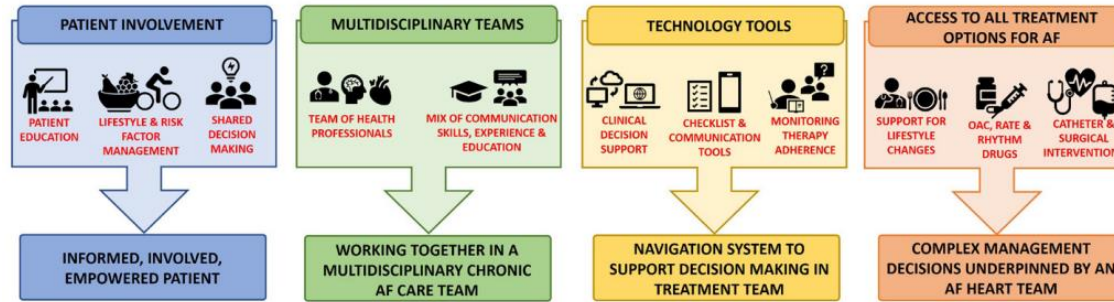 PATIENT INVOLVEMENT
PATIENT
EDUCATION
LIFESTYLE & RISK
FACTOR
MANAGEMENT
SHARED
DECISION
MAKING
INFORMED, INVOLVED,
EMPOWERED PATIENT
MULTIDISCIPLINARY TEAMS
TEAM OF HEALTH
PROFESSIONALS
MIX OF COMMUNICATION
SKILLS, EXPERIENCE &
EDUCATION
WORKING TOGETHER IN A
MULTIDISCIPLINARY CHRONIC
AF CARE TEAM
TECHNOLOGY TOOLS
CLINICAL
DECISION
SUPPORT
CHECKLIST &
COMMUNICATION
TOOLS
MONITORING
THERAPY
ADHERENCE
NAVIGATION SYSTEM TO
SUPPORT DECISION MAKING IN
TREATMENT TEAM
ACCESS TO ALL TREATMENT
OPTIONS FOR AF
SUPPORT FOR
LIFESTYLE
CHANGES
OAC, RATE &
RHYTHM
DRUGS
CATHETER &
SURGICAL
INTERVENTION
COMPLEX MANAGEMENT
DECISIONS UNDERPINNED BY AN
AF HEART TEAM